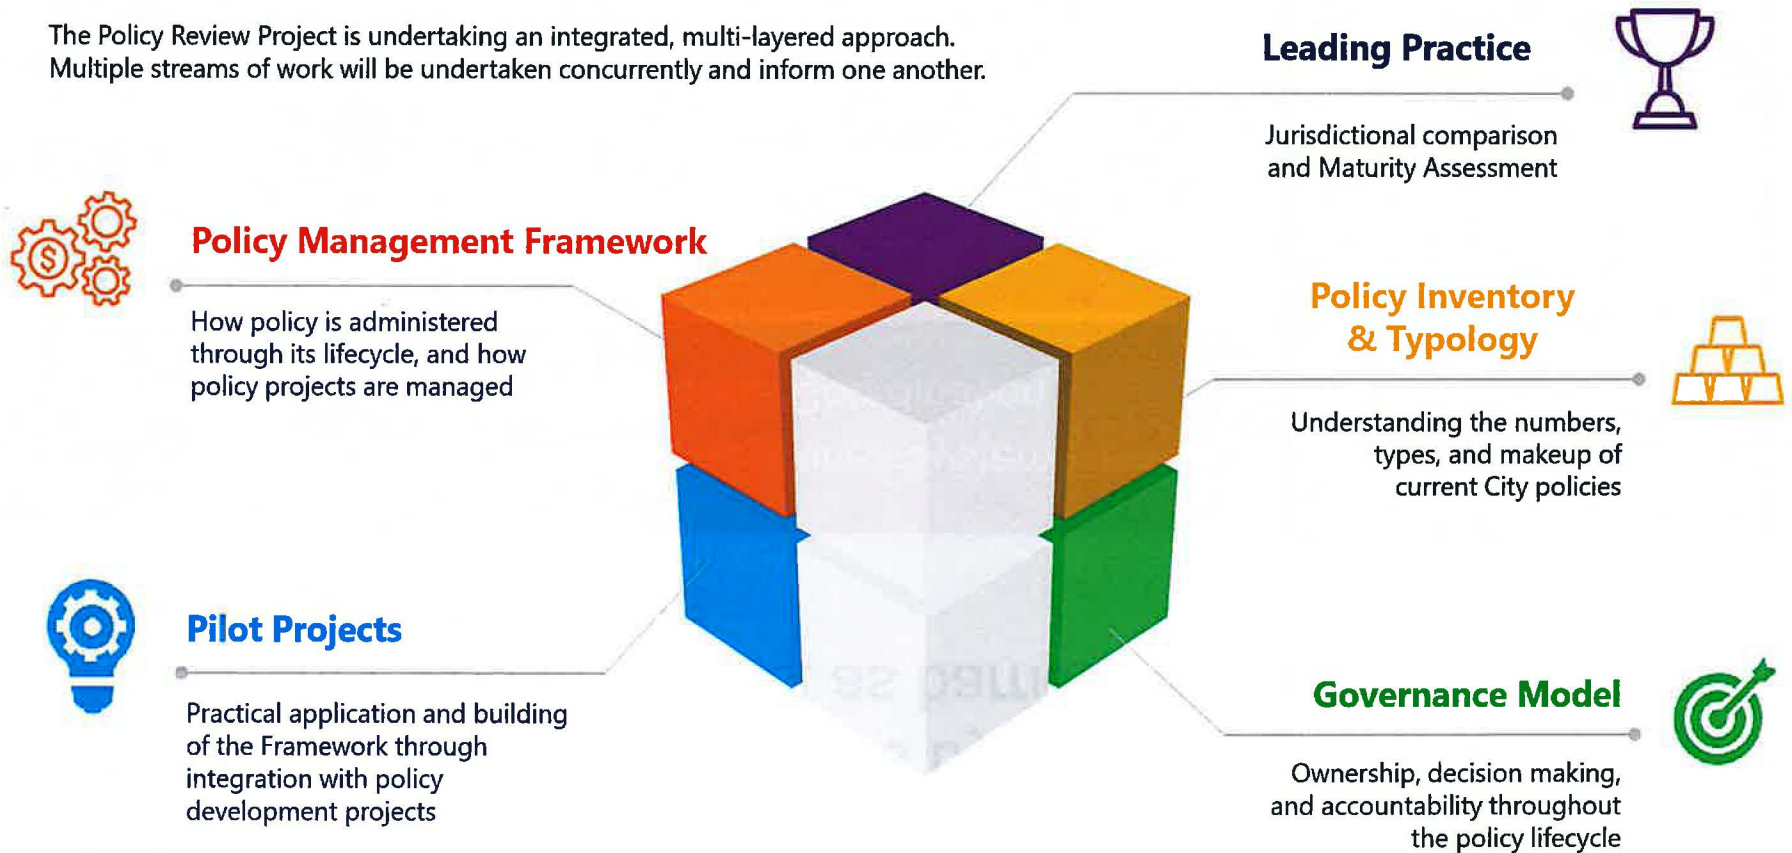 The Policy Review Project is undertaking an integrated, multi-layered approach.
Multiple streams of work will be undertaken concurrently and inform one another.
Leading Practice
Jurisdictional comparison
and Maturity Assessment
Policy Management Framework
How policy is administered
through its lifecycle, and how
policy projects are managed
Policy Inventory
& Typology
Understanding the numbers,
types, and makeup of
current City policies
Pilot Projects
Practical application and building
of the Framework through
integration with policy
development projects
Governance Model
Ownership, decision making,
and accountability throughout
the policy lifecycle